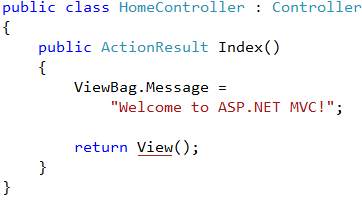 public class HomeController : Controller
{
    public ActionResult Index()
    {
        ViewBag.Message =
            "Welcome to ASP.NET MVC!";

        return View();
    }
}